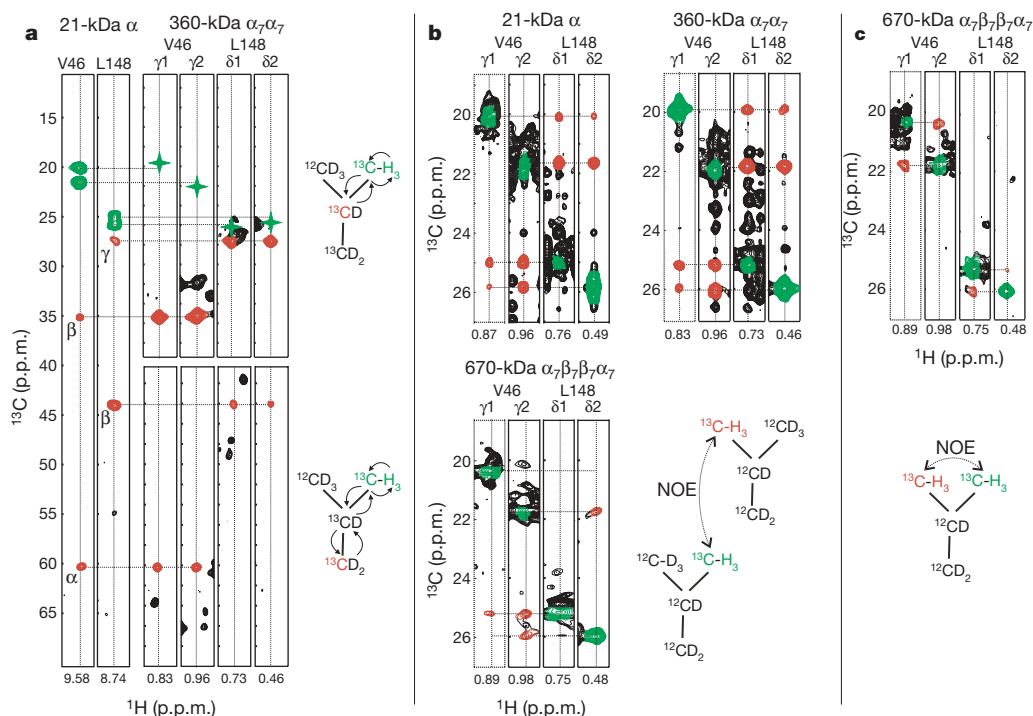 a
21-kDa α
360-kDa α7α7
V46
L148
V46
L148
γ1
γ2
δ1
δ2
15
20
25
30
35
40
45
50
55
60
65
γ
β
β
α
13C (p.p.m.)
9.58
8.74
0.83
0.96
0.73
0.46
1H (p.p.m.)
12CD3
13C-H3
13CD
13CD2
12CD3
13C-H3
13CD
13CD2
b
21-kDa α
V46
L148
γ1
γ2
δ1
δ2
20
22
24
26
13C (p.p.m.)
0.87
0.96
0.76
0.49
360-kDa α7α7
V46
L148
γ1
γ2
δ1
δ2
20
22
24
26
0.83
0.96
0.73
0.46
670-kDa α7β7β7α7
V46
L148
γ1
γ2
δ1
δ2
20
22
24
26
13C (p.p.m.)
0.89
0.98
0.75
0.48
1H (p.p.m.)
13C-H3
12CD3
12CD
12CD2
NOE
12C-D3
13C-H3
12CD
12CD2
c
670-kDa α7β7β7α7
V46
L148
γ1
γ2
δ1
δ2
20
22
24
26
13C (p.p.m.)
0.89
0.98
0.75
0.48
1H (p.p.m.)
NOE
13C-H3
13C-H3
12CD
12CD2